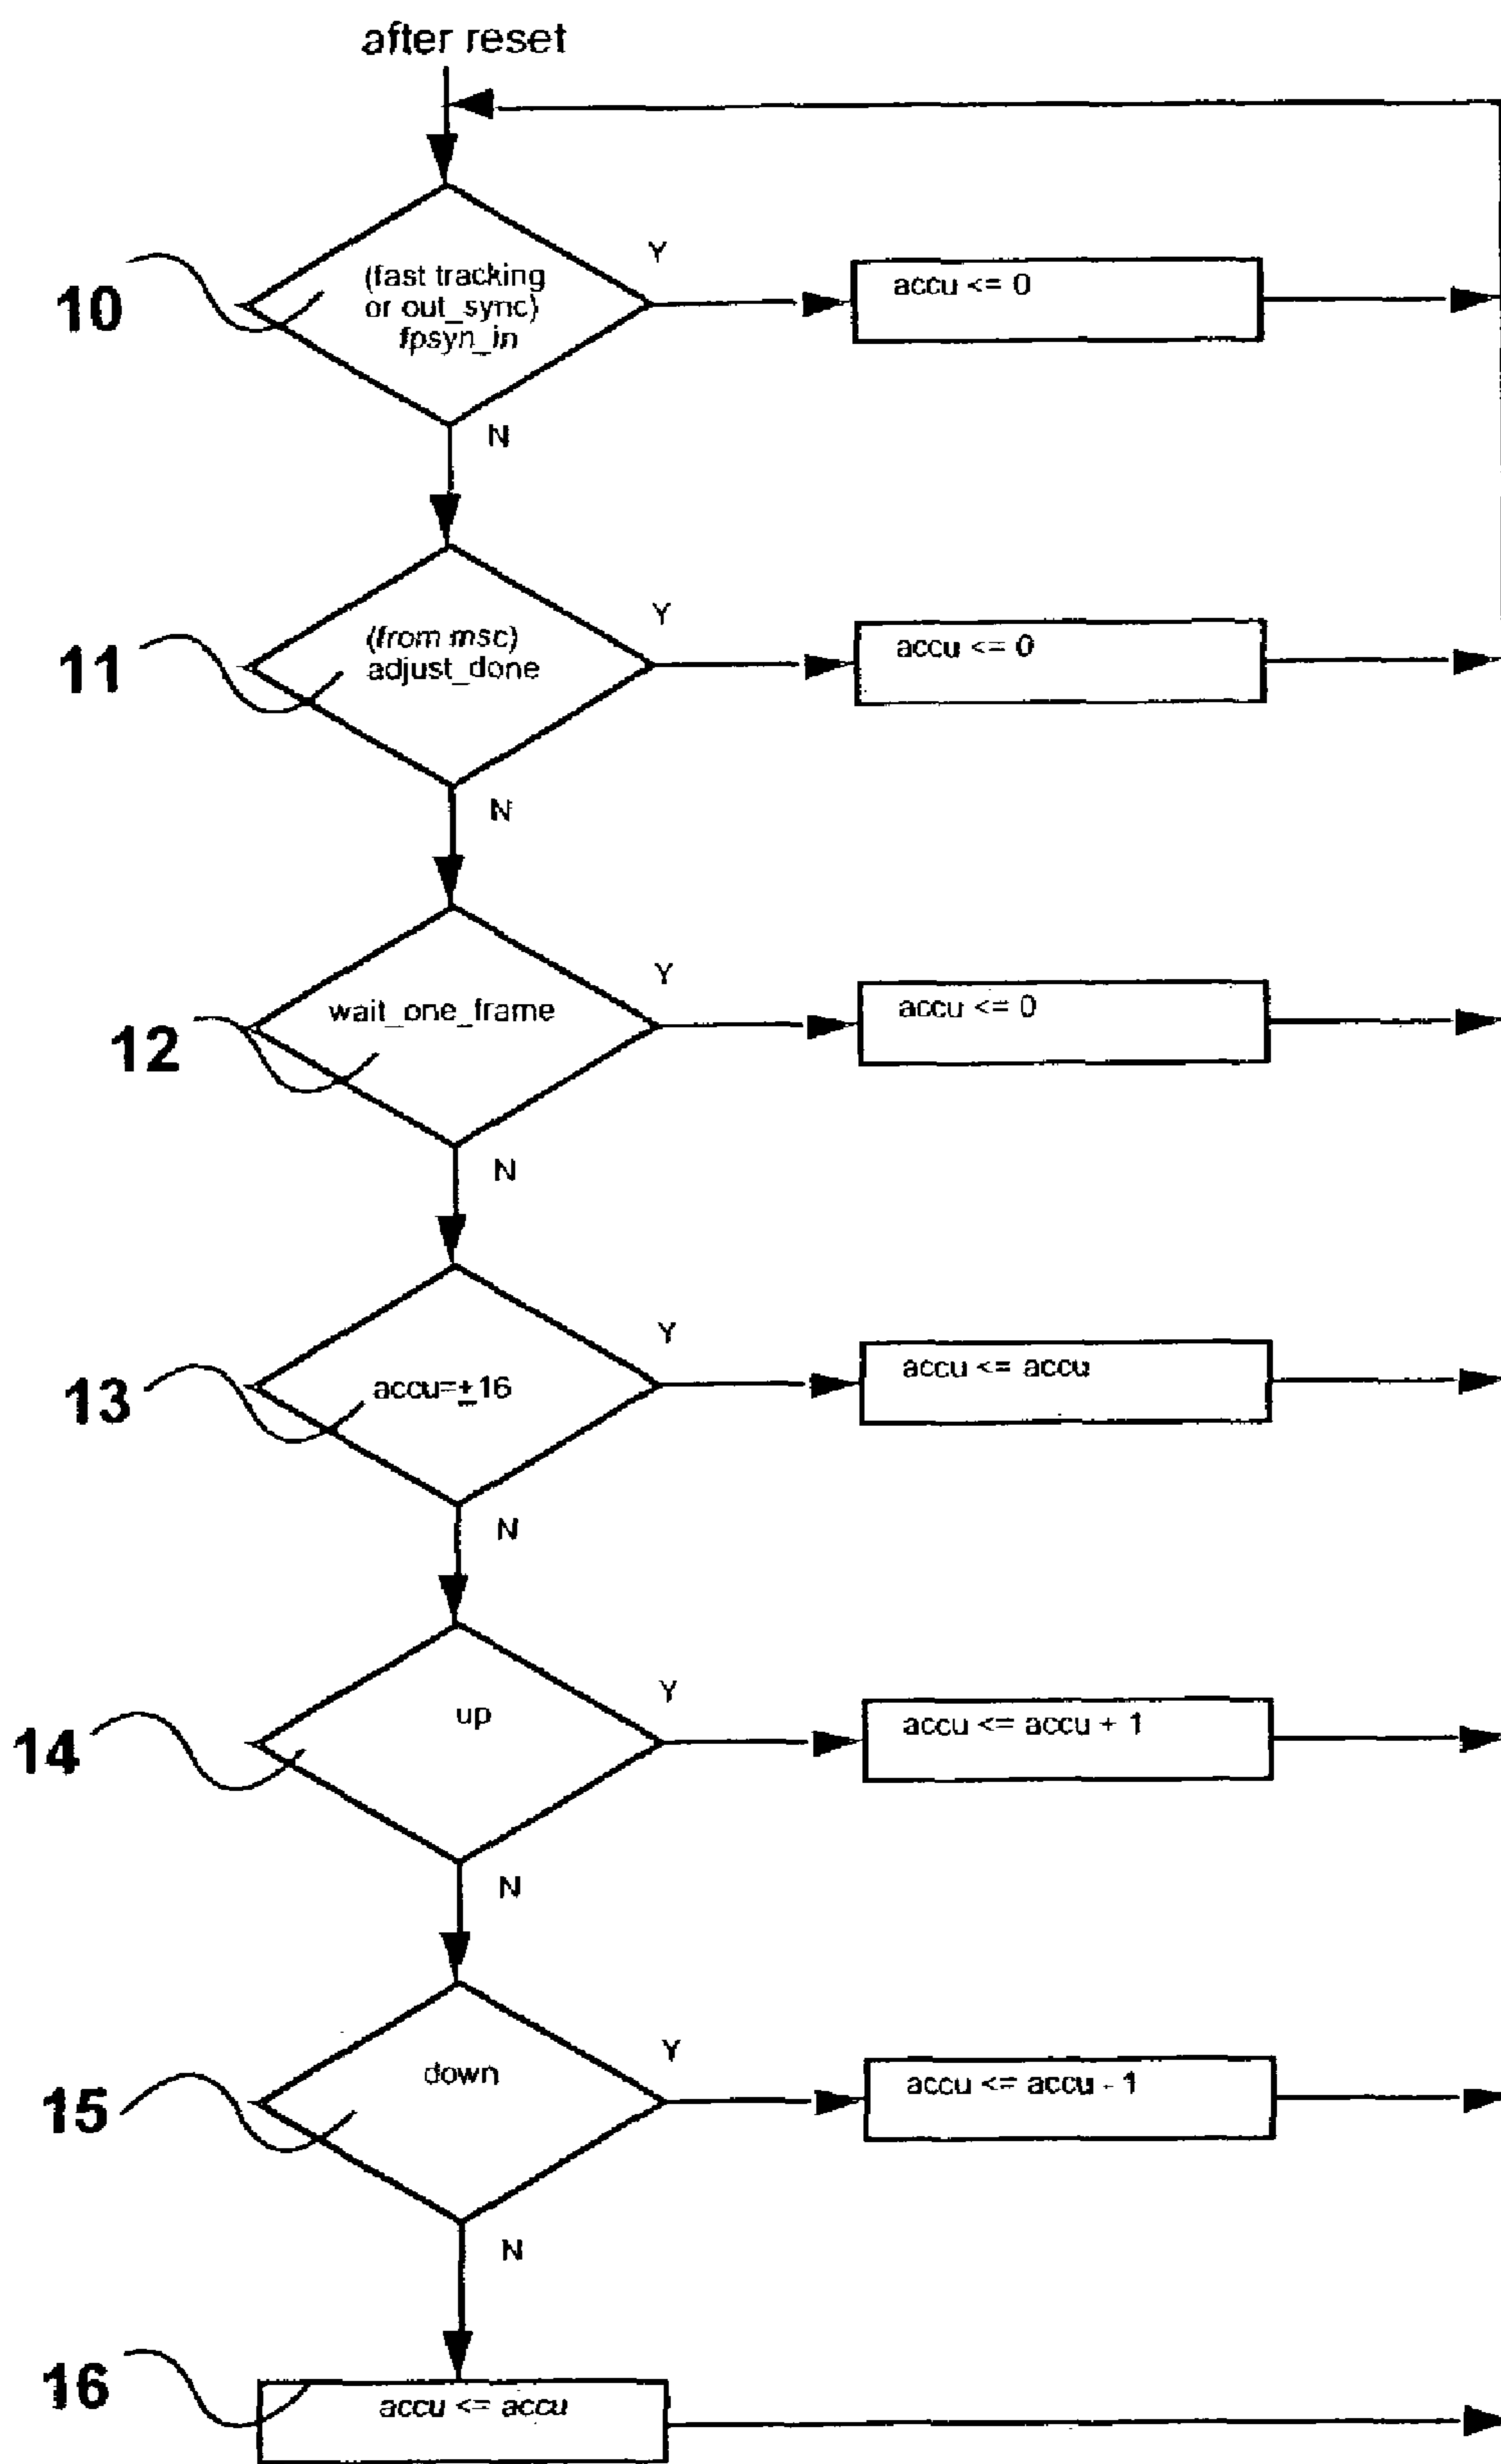 after reset
10
(fast tracking
or out_sync)
fpsyn_in
Y
accu <= 0
N
11
(from msc)
adjust_done
Y
accu <= 0
N
12
wait_one_frame
Y
accu <= 0
N
13
accu=±16
Y
accu <= accu
N
14
up
Y
accu <= accu + 1
N
15
down
Y
accu <= accu - 1
N
16
accu <= accu